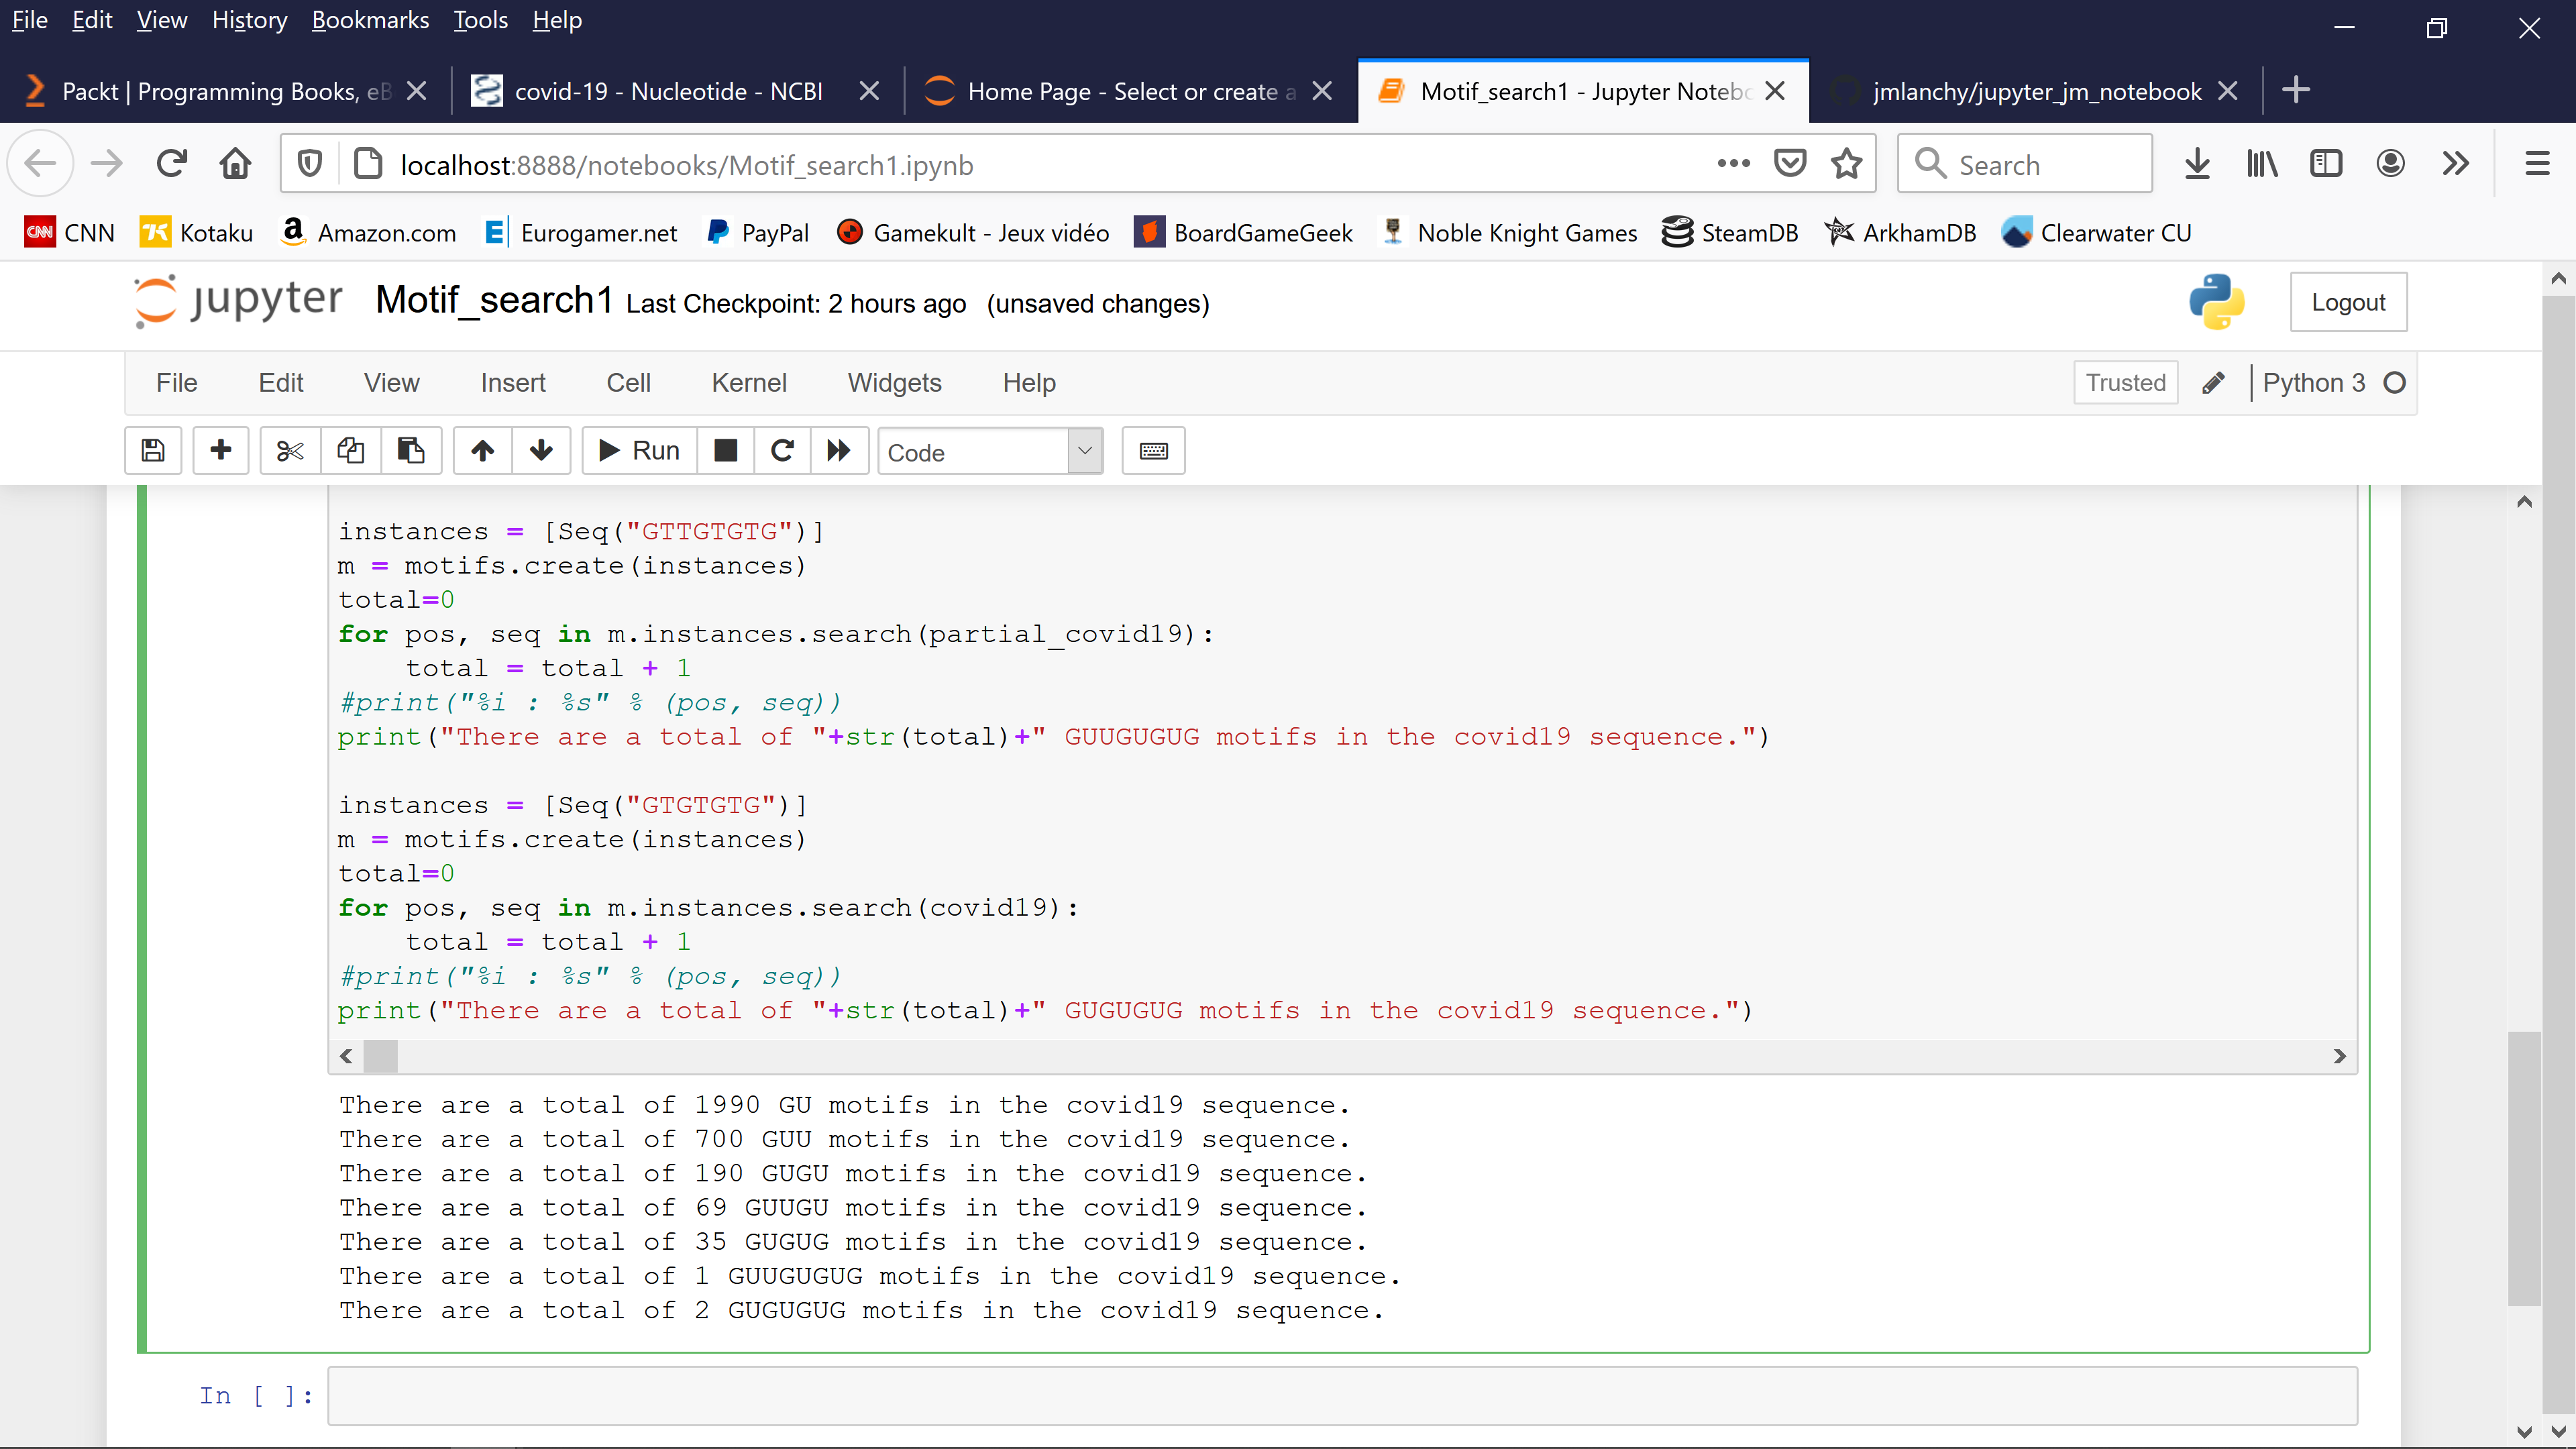 File Edit View History Bookmarks Tools Help
Packt | Programming Books, eB
covid-19 - Nucleotide - NCBI
Home Page - Select or create a
Motif_search1 - Jupyter Notebo
jmlanchy/jupyter_jm_notebook
localhost:8888/notebooks/Motif_search1.ipynb
Search
CNN CNN Kotaku Amazon.com Eurogamer.net PayPal Gamekult - Jeux vidéo BoardGameGeek Noble Knight Games SteamDB ArkhamDB Clearwater CU
jupyter Motif_search1 Last Checkpoint: 2 hours ago (unsaved changes)
Logout
File Edit View Insert Cell Kernel Widgets Help
Trusted Python 3
Run Code
instances = [Seq("GTTGTGTG")]
m = motifs.create(instances)
total=0
for pos, seq in m.instances.search(partial_covid19):
    total = total + 1
#print("%i : %s" % (pos, seq))
print("There are a total of "+str(total)+" GUUGUGUG motifs in the covid19 sequence.")
instances = [Seq("GTGTGTG")]
m = motifs.create(instances)
total=0
for pos, seq in m.instances.search(covid19):
    total = total + 1
#print("%i : %s" % (pos, seq))
print("There are a total of "+str(total)+" GUGUGUG motifs in the covid19 sequence.")
There are a total of 1990 GU motifs in the covid19 sequence.
There are a total of 700 GUU motifs in the covid19 sequence.
There are a total of 190 GUGU motifs in the covid19 sequence.
There are a total of 69 GUUGU motifs in the covid19 sequence.
There are a total of 35 GUGUG motifs in the covid19 sequence.
There are a total of 1 GUUGUGUG motifs in the covid19 sequence.
There are a total of 2 GUGUGUG motifs in the covid19 sequence.
In [ ]: